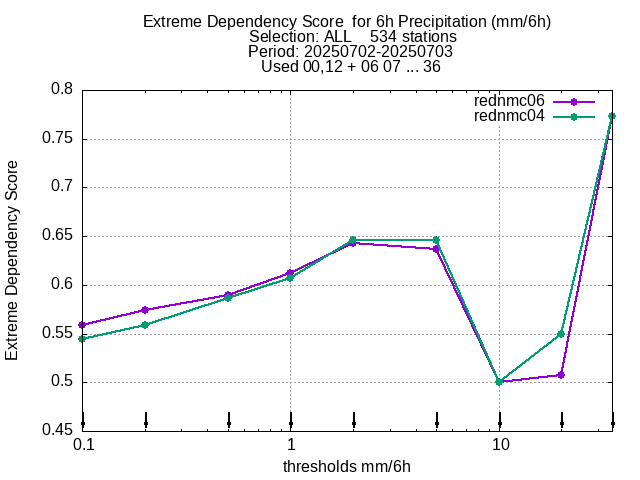 Extreme Dependency Score  for 6h Precipitation (mm/6h)
Selection: ALL    534 stations
Period: 20250702-20250703
Used 00,12 + 06 07 ... 36
rednmc06
rednmc04
0.8
0.75
0.7
0.65
0.6
0.55
0.5
0.45
Extreme Dependency Score
0.1 1 10
thresholds mm/6h